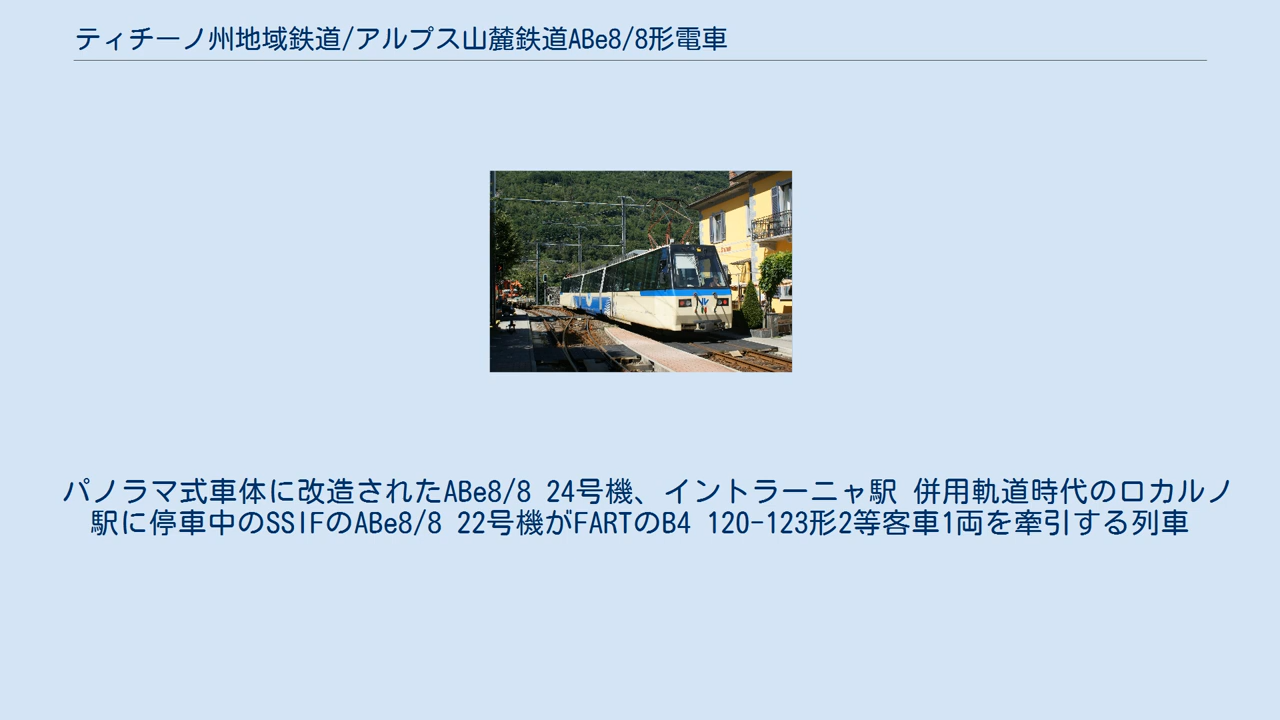 ティチーノ州地域鉄道/アルプス山麓鉄道ABe8/8形電車
パノラマ式車体に改造されたABe8/8 24号機、イントラーニャ駅 併用軌道時代のロカルノ
駅に停車中のSSIFのABe8/8 22号機がFARTのB4 120-123形2等客車1両を牽引する列車